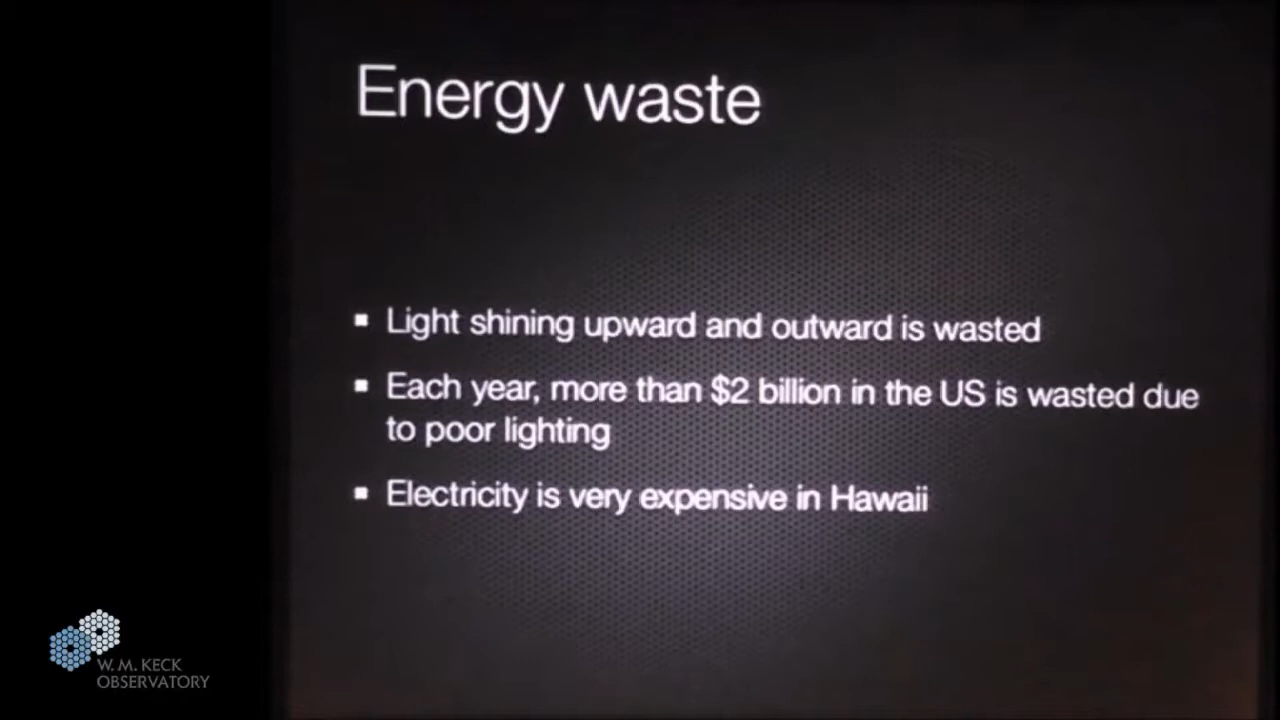 Energy waste
▪ Light shining upward and outward is wasted
▪ Each year, more than $2 billion in the US is wasted due
to poor lighting
▪ Electricity is very expensive in Hawaii
W. M. KECK
OBSERVATORY